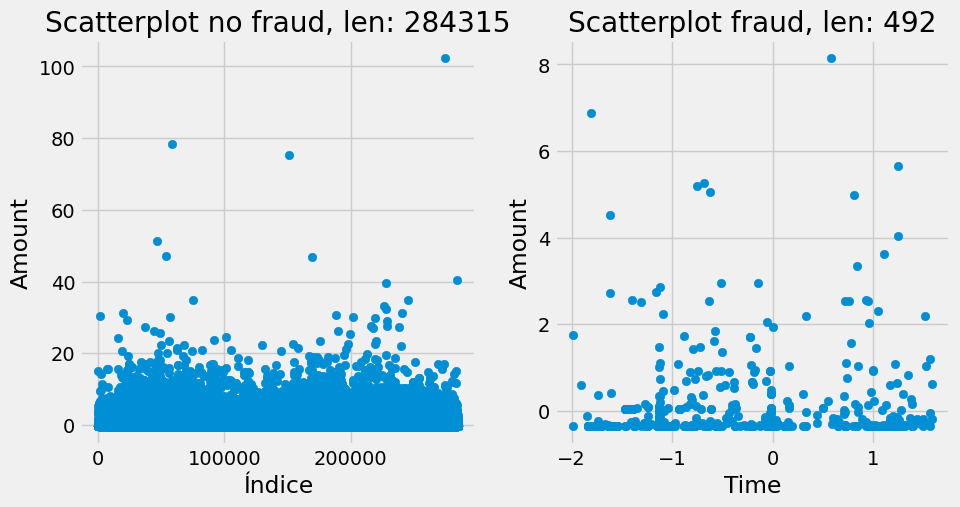 Scatterplot no fraud, len: 284315
Amount
100
80
60
40
20
0
0 100000 200000
Índice
Scatterplot fraud, len: 492
Amount
8
6
4
2
0
−2 −1 0 1
Time